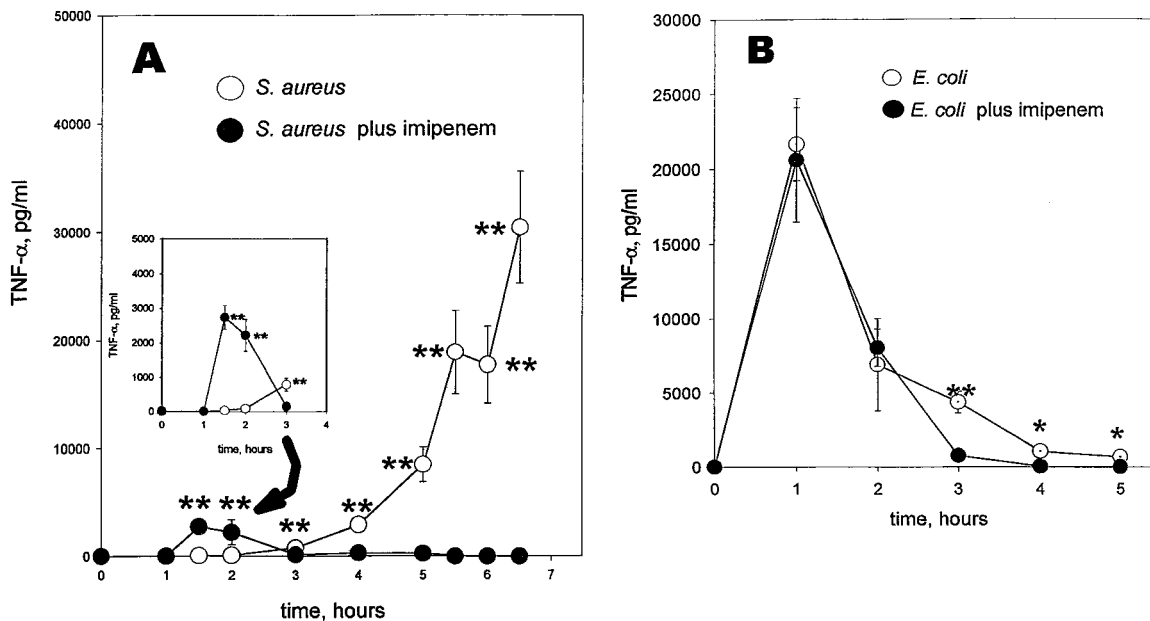 A
S. aureus
S. aureus plus imipenem
TNF-α, pg/ml
50000
40000
30000
20000
10000
0
**
**
**
**
**
**
** **
**
0 1 2 3 4 5 6 7
time, hours
TNF-α, pg/ml
5000
4000
3000
2000
1000
0
**
**
**
0 1 2 3 4
time, hours
B
E. coli
E. coli plus imipenem
TNF-α, pg/ml
30000
25000
20000
15000
10000
5000
0
**
*
*
0 1 2 3 4 5
time, hours